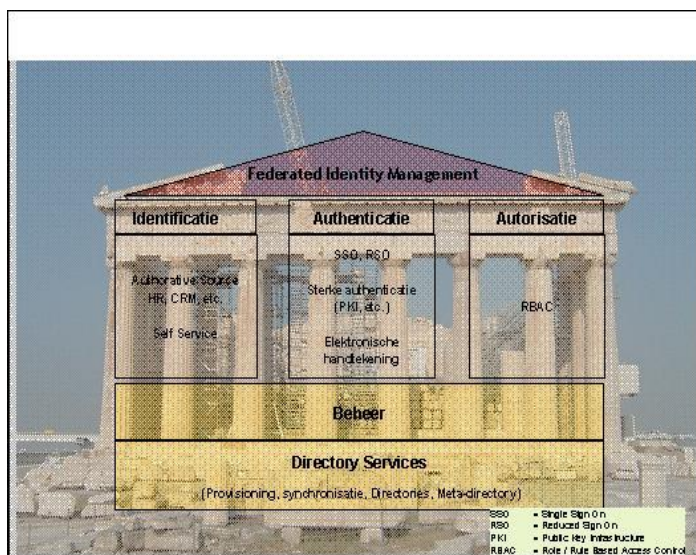 Federated Identity Management
Identificatie
Authorative Source
HR, CRM, etc.
Self Service
Authenticatie
SSO, RSO
Sterke authenticatie
(PKI, etc.)
Elektronische
handtekening
Autorisatie
RBAC
Beheer
Directory Services
(Provisioning, synchronisatie, Directories, Meta-directory)
SSO = Single Sign On
RSO = Reduced Sign On
PKI = Public Key Infrastructure
RBAC = Role / Rule Based Access Control